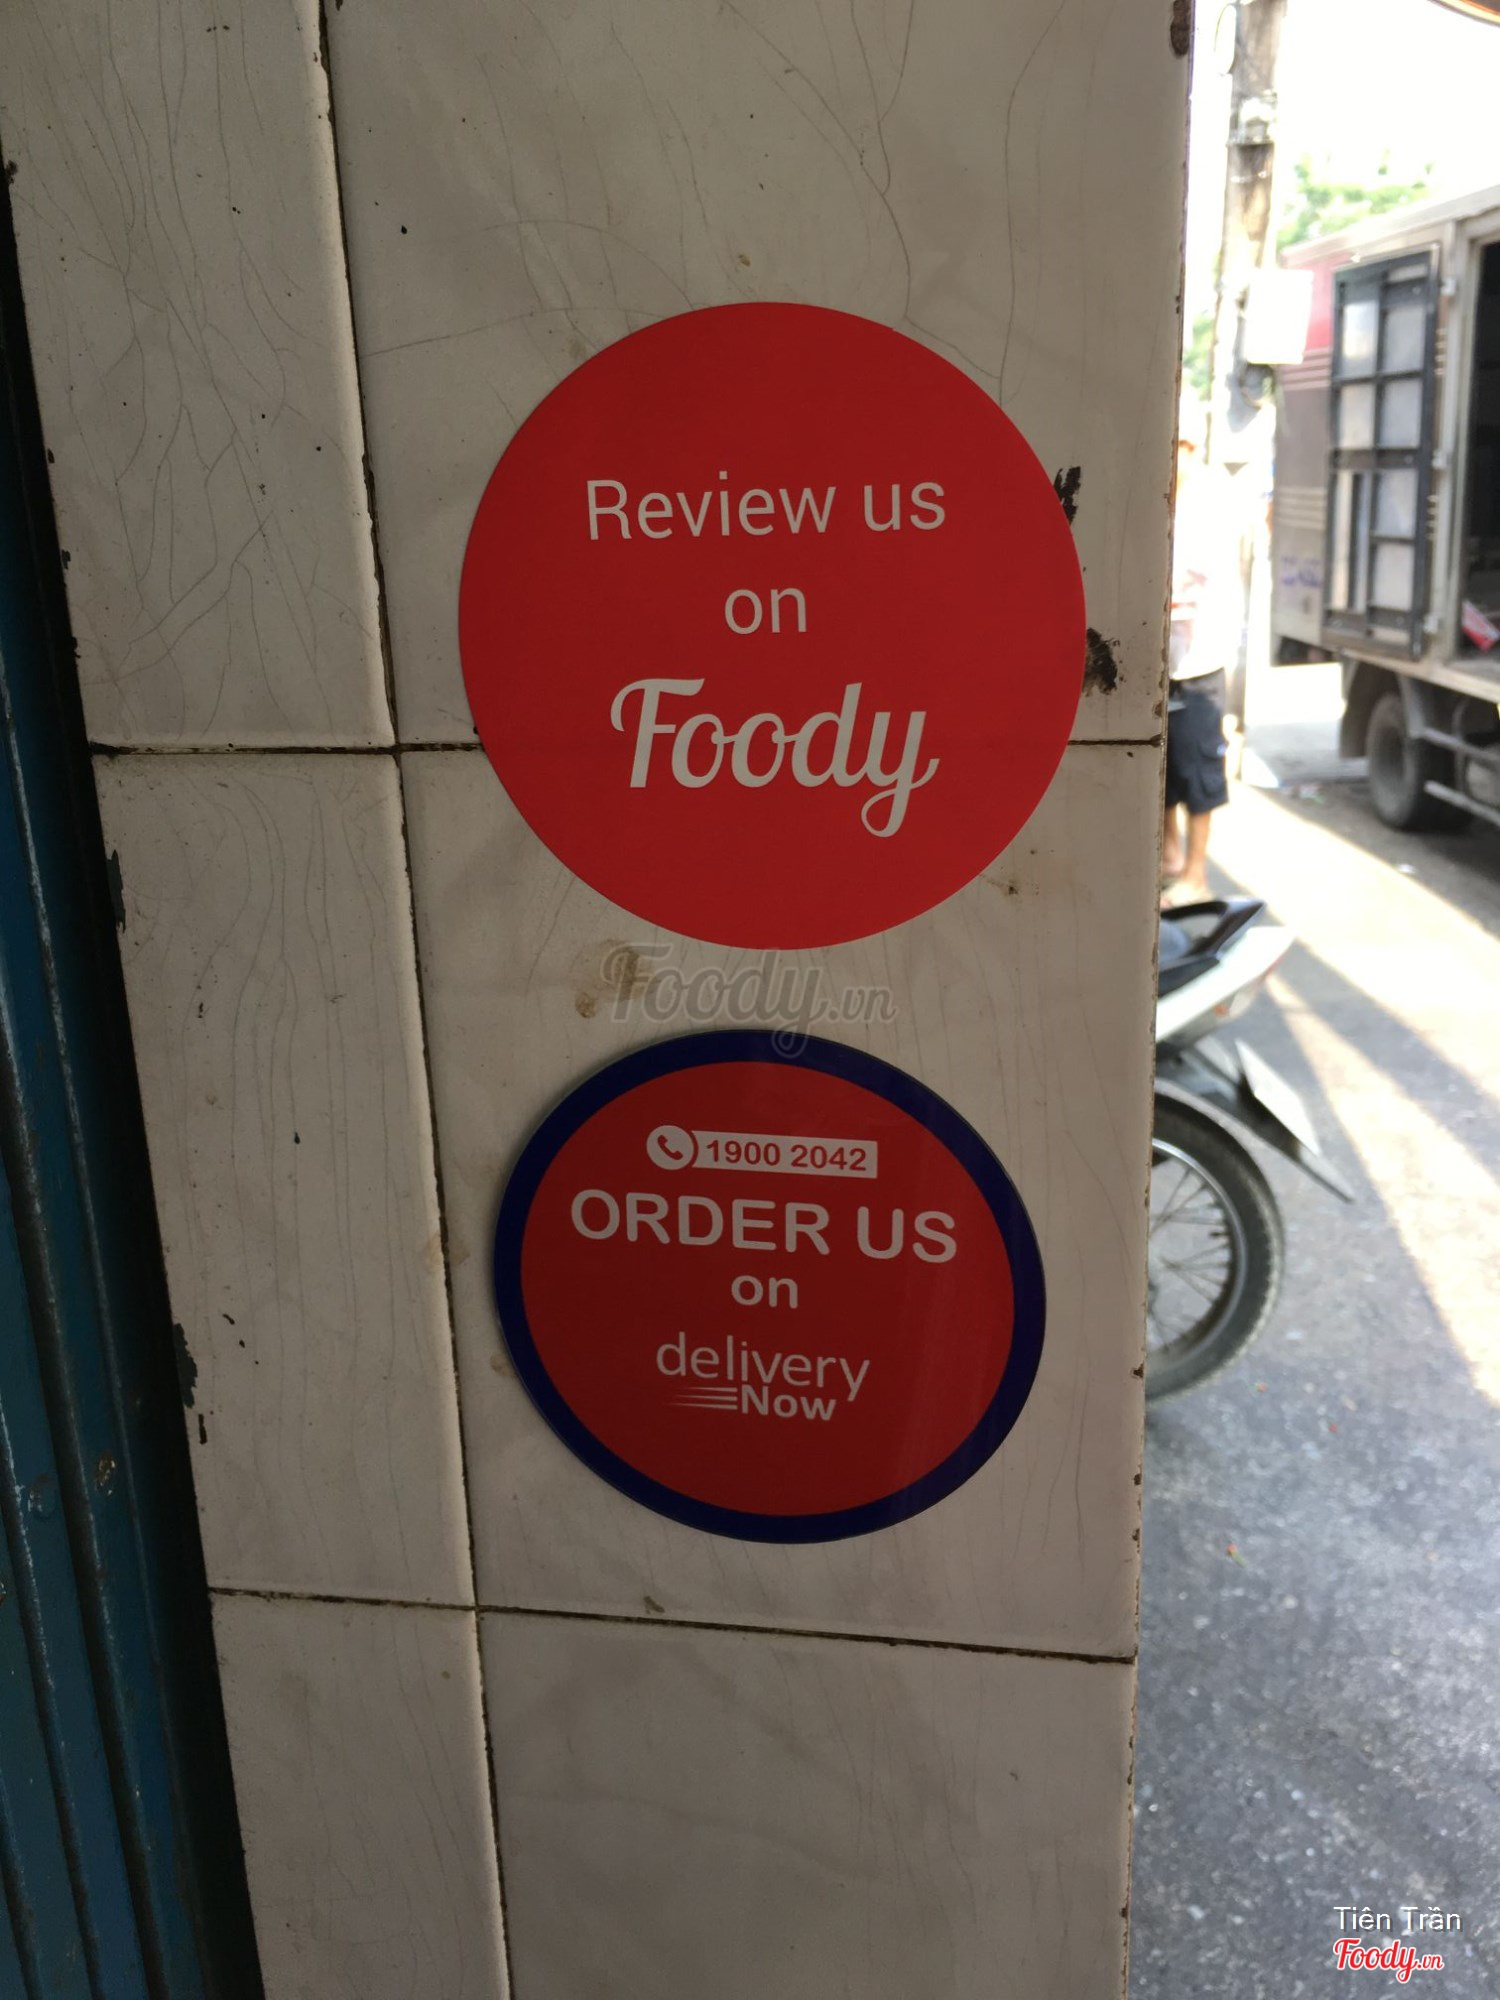 Review us
on
Foody
Foody.vn
1900 2042
ORDER US
on
delivery
Now
Tiên Trần
Foody.vn